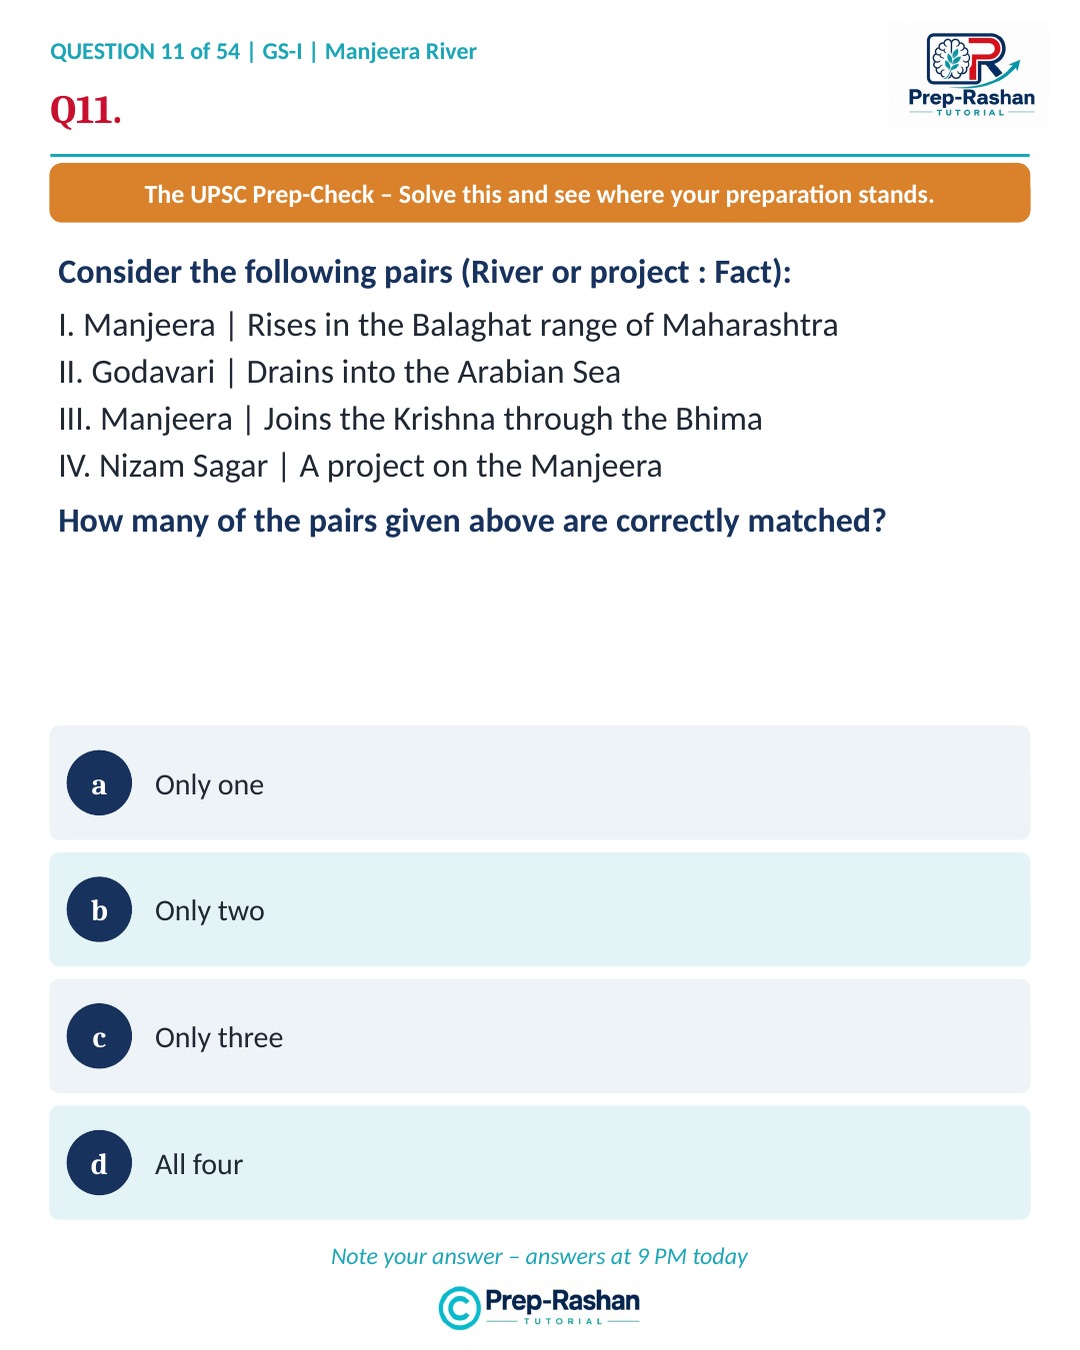 QUESTION 11 of 54 | GS-I | Manjeera River
Prep-Rashan
TUTORIAL
Q11.
The UPSC Prep-Check – Solve this and see where your preparation stands.
Consider the following pairs (River or project : Fact):
I. Manjeera | Rises in the Balaghat range of Maharashtra
II. Godavari | Drains into the Arabian Sea
III. Manjeera | Joins the Krishna through the Bhima
IV. Nizam Sagar | A project on the Manjeera
How many of the pairs given above are correctly matched?
a Only one
b Only two
c Only three
d All four
Note your answer – answers at 9 PM today
© Prep-Rashan
TUTORIAL